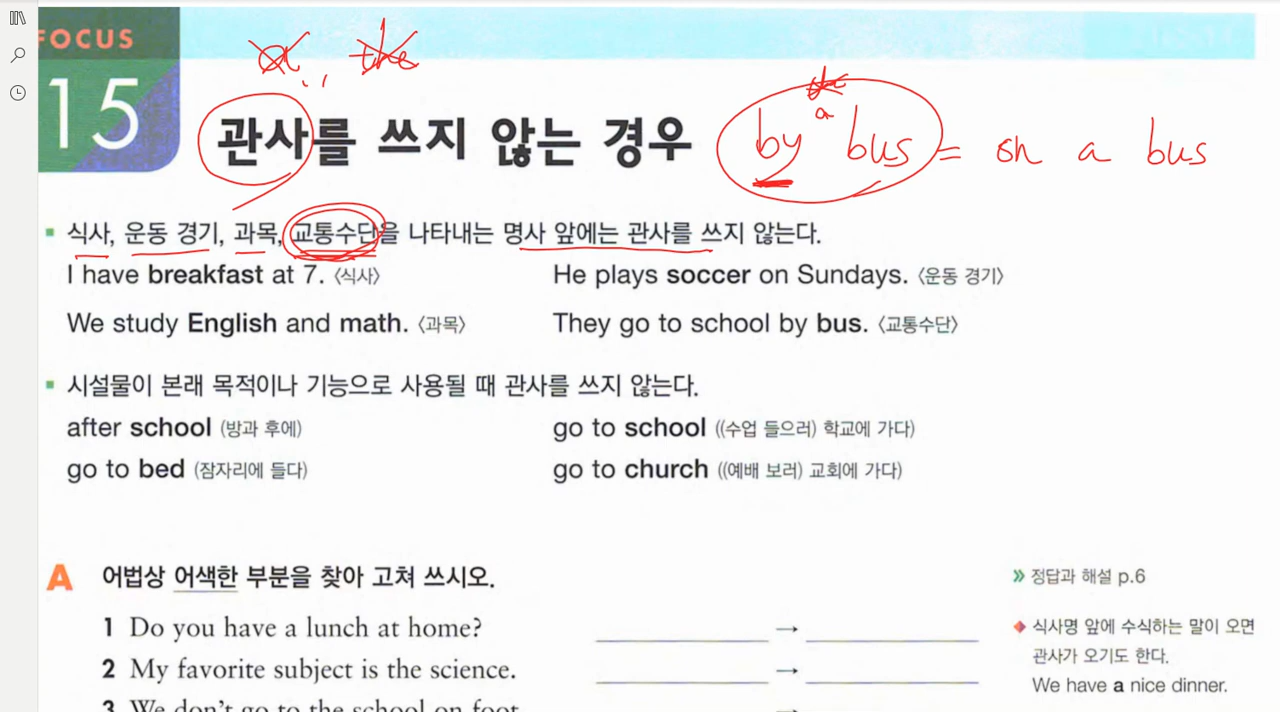 FOCUS
15
a, the
관사를 쓰지 않는 경우
the
a
by bus = on a bus
식사, 운동 경기, 과목, 교통수단을 나타내는 명사 앞에는 관사를 쓰지 않는다.
I have breakfast at 7. 〈식사〉
He plays soccer on Sundays. 〈운동 경기〉
We study English and math. 〈과목〉
They go to school by bus. 〈교통수단〉
시설물이 본래 목적이나 기능으로 사용될 때 관사를 쓰지 않는다.
after school (방과 후에)
go to school ((수업 들으러) 학교에 가다)
go to bed (잠자리에 들다)
go to church ((예배 보러) 교회에 가다)
A 어법상 어색한 부분을 찾아 고쳐 쓰시오.
» 정답과 해설 p.6
1 Do you have a lunch at home? →
2 My favorite subject is the science. →
3 We don't go to the school on foot. →
식사명 앞에 수식하는 말이 오면
관사가 오기도 한다.
We have a nice dinner.